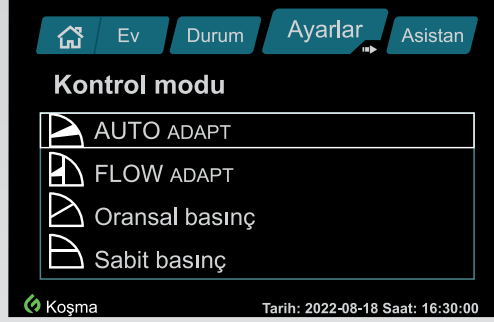 Ev Durum Ayarlar Asistan
Kontrol modu
AUTO ADAPT
FLOW ADAPT
Oransal basınç
Sabit basınç
Koşma Tarih: 2022-08-18 Saat: 16:30:00